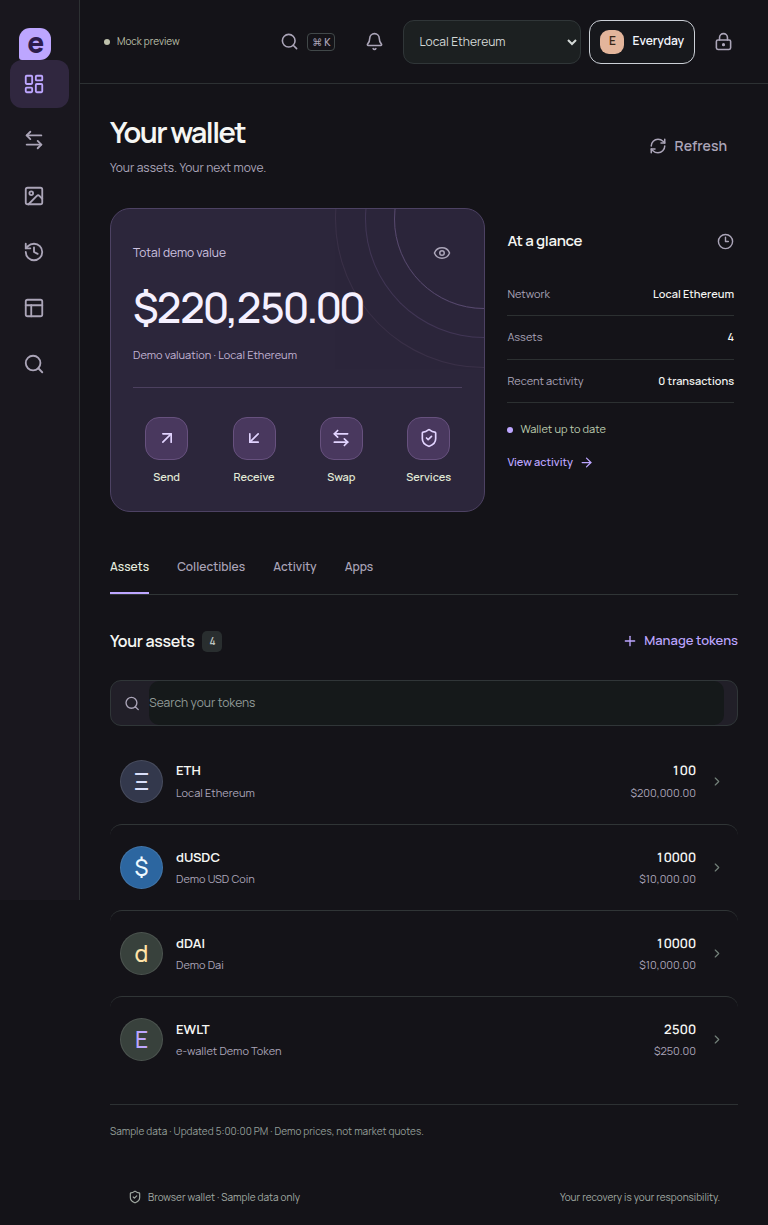 e
Mock preview
⌘ K
Local Ethereum
E
Everyday
Your wallet
Your assets. Your next move.
Refresh
Total demo value
$220,250.00
Demo valuation · Local Ethereum
Send
Receive
Swap
Services
At a glance
Network
Local Ethereum
Assets
4
Recent activity
0 transactions
Wallet up to date
View activity
Assets
Collectibles
Activity
Apps
Your assets
4
Manage tokens
Search your tokens
Ξ
ETH
100
Local Ethereum
$200,000.00
$
dUSDC
10000
Demo USD Coin
$10,000.00
d
dDAI
10000
Demo Dai
$10,000.00
E
EWLT
2500
e-wallet Demo Token
$250.00
Sample data · Updated 5:00:00 PM · Demo prices, not market quotes.
Browser wallet · Sample data only
Your recovery is your responsibility.